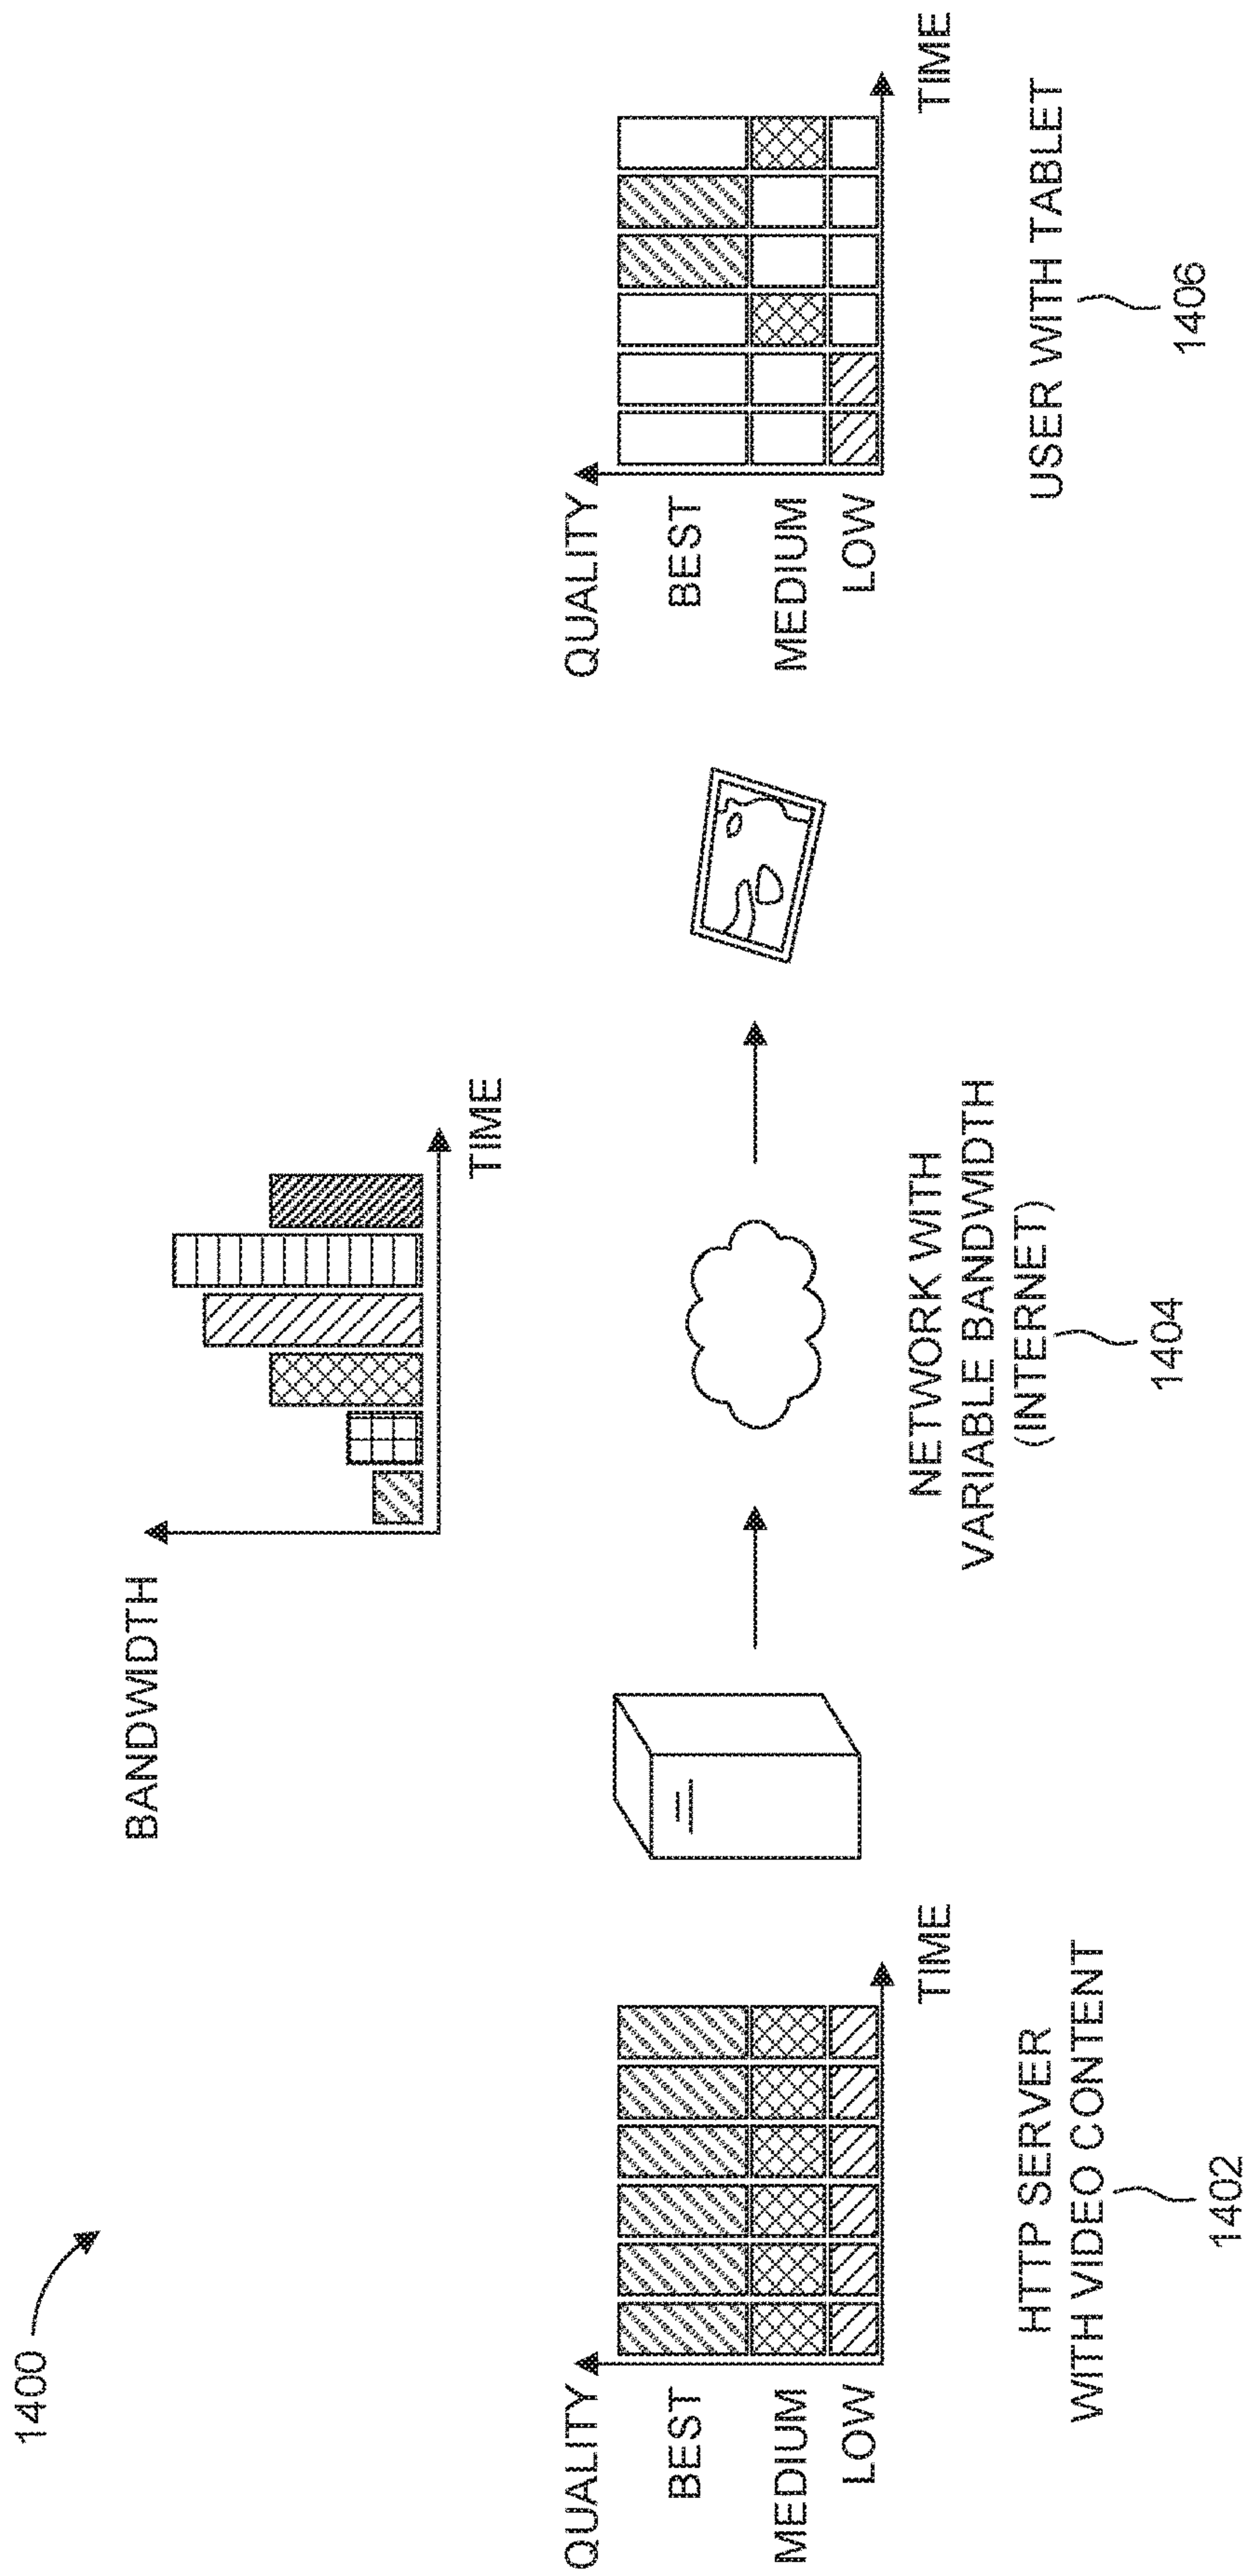 1400
BANDWIDTH
TIME
QUALITY
BEST
MEDIUM
LOW
TIME
HTTP SERVER
WITH VIDEO CONTENT
1402
NETWORK WITH
VARIABLE BANDWIDTH
(INTERNET)
1404
QUALITY
BEST
MEDIUM
LOW
TIME
USER WITH TABLET
1406